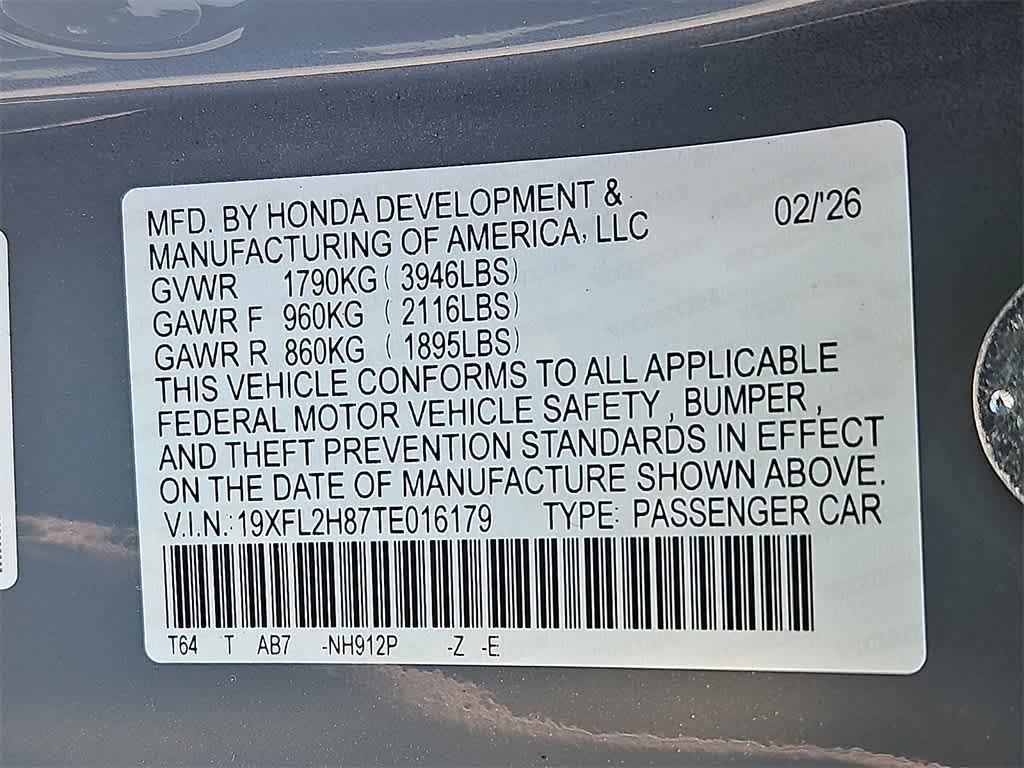 MFD. BY HONDA DEVELOPMENT & 02/'26
MANUFACTURING OF AMERICA, LLC
GVWR 1790KG ( 3946LBS)
GAWR F 960KG ( 2116LBS)
GAWR R 860KG ( 1895LBS)
THIS VEHICLE CONFORMS TO ALL APPLICABLE
FEDERAL MOTOR VEHICLE SAFETY , BUMPER ,
AND THEFT PREVENTION STANDARDS IN EFFECT
ON THE DATE OF MANUFACTURE SHOWN ABOVE.
V.I.N.: 19XFL2H87TE016179 TYPE: PASSENGER CAR
T64 T AB7 -NH912P -Z -E